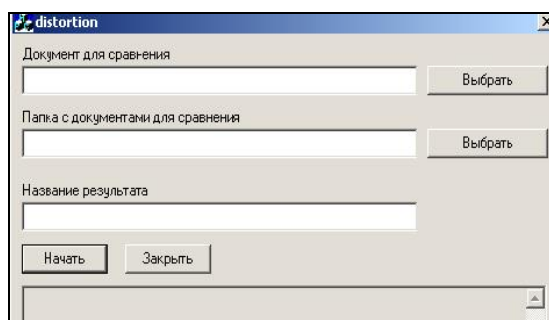 distortion
Документ для сравнения
Выбрать
Папка с документами для сравнения
Выбрать
Название результата
Начать Закрыть